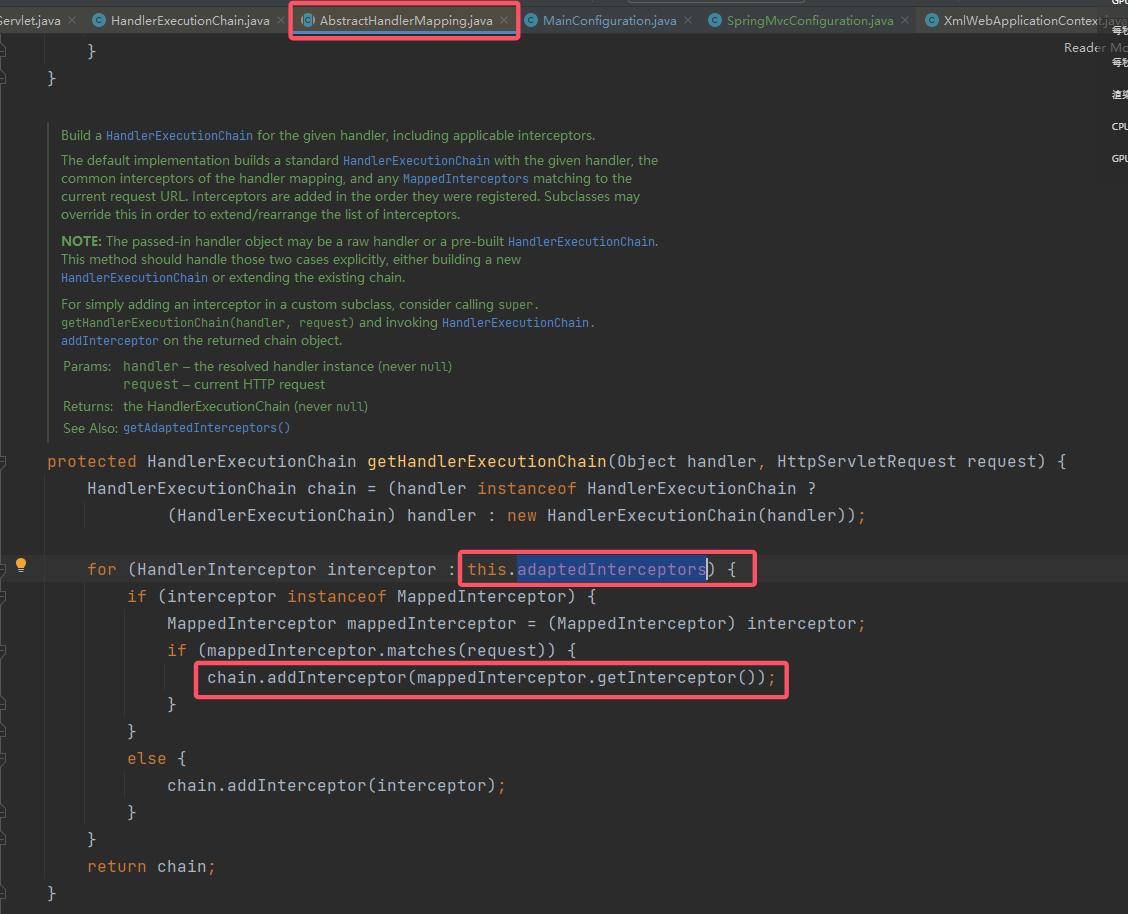 Servlet.java × HandlerExecutionChain.java × AbstractHandlerMapping.java × MainConfiguration.java × SpringMvcConfiguration.java × XmlWebApplicationContext.java
}
Reader Mo
}
Build a HandlerExecutionChain for the given handler, including applicable interceptors.
The default implementation builds a standard HandlerExecutionChain with the given handler, the
common interceptors of the handler mapping, and any MappedInterceptors matching to the
current request URL. Interceptors are added in the order they were registered. Subclasses may
override this in order to extend/rearrange the list of interceptors.
NOTE: The passed-in handler object may be a raw handler or a pre-built HandlerExecutionChain.
This method should handle those two cases explicitly, either building a new
HandlerExecutionChain or extending the existing chain.
For simply adding an interceptor in a custom subclass, consider calling super.
getHandlerExecutionChain(handler, request) and invoking HandlerExecutionChain.
addInterceptor on the returned chain object.
Params: handler – the resolved handler instance (never null)
request – current HTTP request
Returns: the HandlerExecutionChain (never null)
See Also: getAdaptedInterceptors()
protected HandlerExecutionChain getHandlerExecutionChain(Object handler, HttpServletRequest request) {
HandlerExecutionChain chain = (handler instanceof HandlerExecutionChain ?
(HandlerExecutionChain) handler : new HandlerExecutionChain(handler));
for (HandlerInterceptor interceptor : this.adaptedInterceptors) {
if (interceptor instanceof MappedInterceptor) {
MappedInterceptor mappedInterceptor = (MappedInterceptor) interceptor;
if (mappedInterceptor.matches(request)) {
chain.addInterceptor(mappedInterceptor.getInterceptor());
}
}
else {
chain.addInterceptor(interceptor);
}
}
return chain;
}
GPU
每秒
每秒
渲染
CPU
GPU